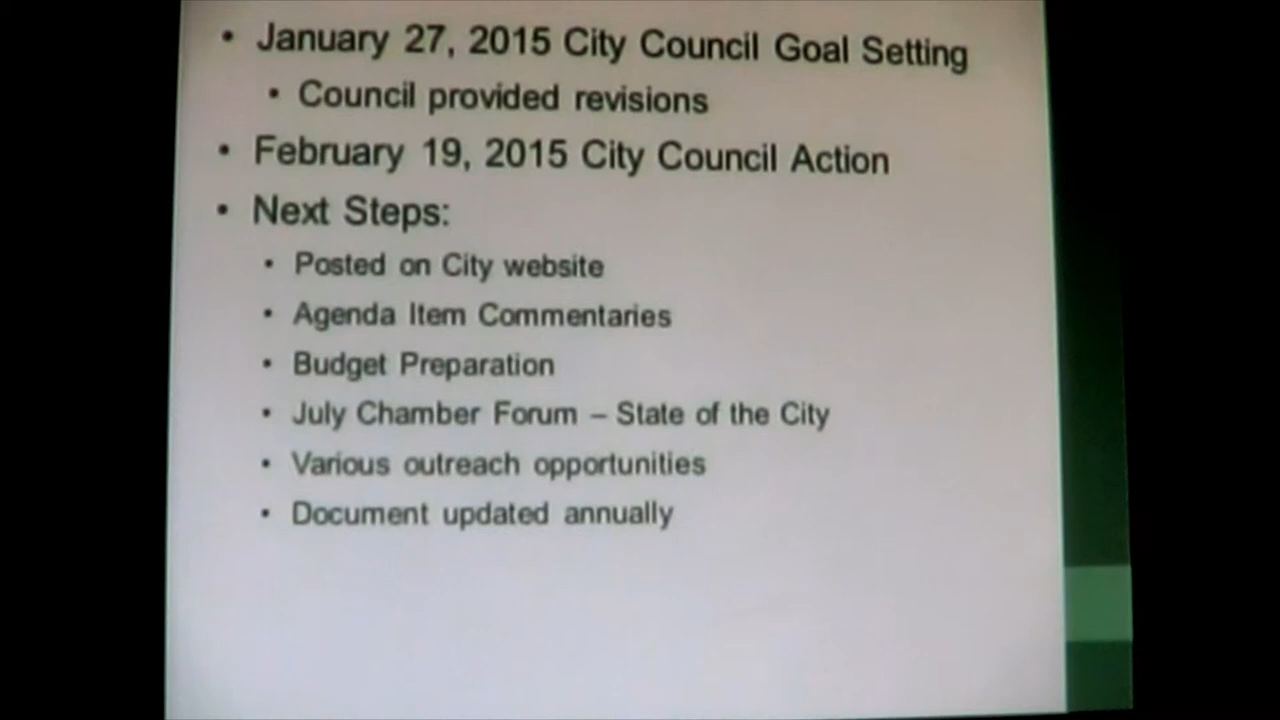 • January 27, 2015 City Council Goal Setting
• Council provided revisions
• February 19, 2015 City Council Action
• Next Steps:
• Posted on City website
• Agenda Item Commentaries
• Budget Preparation
• July Chamber Forum – State of the City
• Various outreach opportunities
• Document updated annually